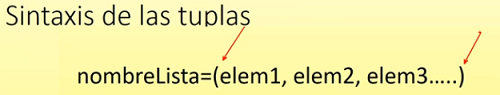 Sintaxis de las tuplas
nombreLista=(elem1, elem2, elem3…..)